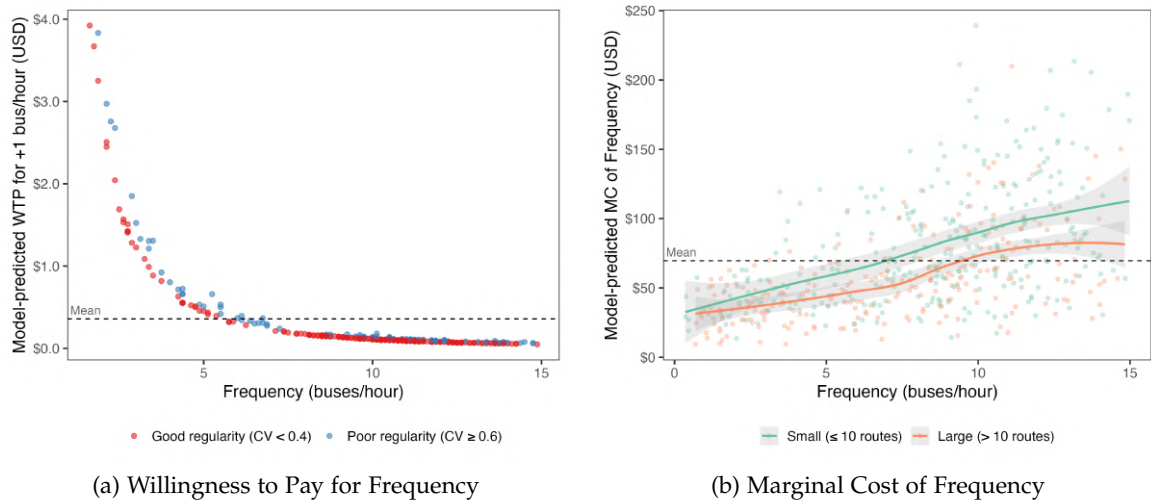 Model-predicted WTP for +1 bus/hour (USD)
$4.0
$3.0
$2.0
$1.0
$0.0
Mean
5
10
15
Frequency (buses/hour)
Good regularity (CV < 0.4)
Poor regularity (CV ≥ 0.6)
(a) Willingness to Pay for Frequency
Model-predicted MC of Frequency (USD)
$250
$200
$150
$100
$50
$0
Mean
0
5
10
15
Frequency (buses/hour)
Small (≤ 10 routes)
Large (> 10 routes)
(b) Marginal Cost of Frequency